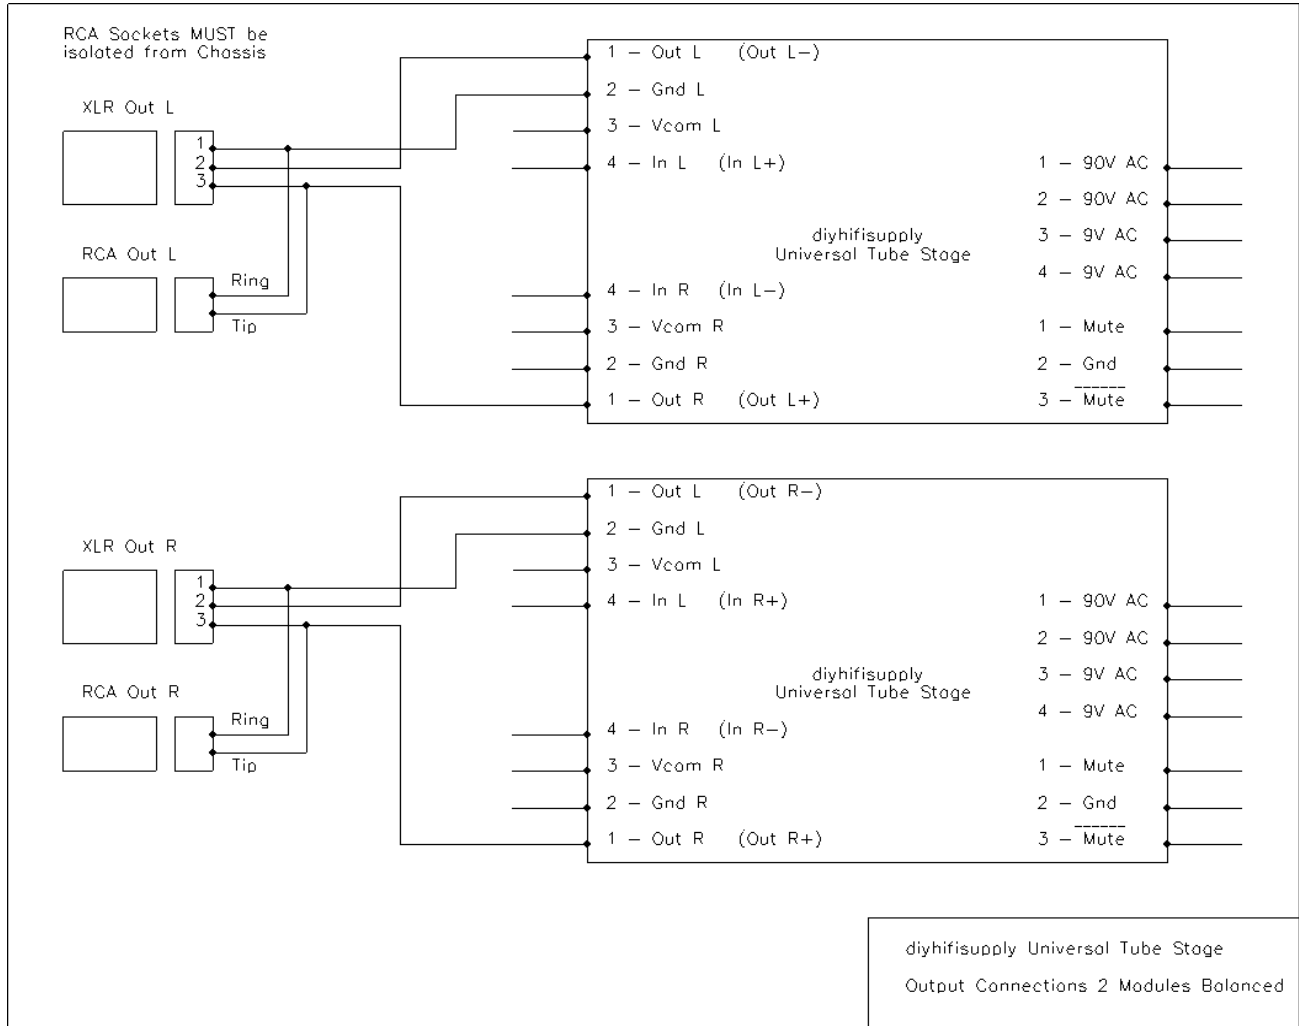 RCA Sockets MUST be
isolated from Chassis
XLR Out L
1
2
3
RCA Out L
Ring
Tip
1 – Out L (Out L–)
2 – Gnd L
3 – Vcom L
4 – In L (In L+)
diyhifisupply
Universal Tube Stage
4 – In R (In L–)
3 – Vcom R
2 – Gnd R
1 – Out R (Out L+)
1 – 90V AC
2 – 90V AC
3 – 9V AC
4 – 9V AC
1 – Mute
2 – Gnd
3 – Mute
XLR Out R
1
2
3
RCA Out R
Ring
Tip
1 – Out L (Out R–)
2 – Gnd L
3 – Vcom L
4 – In L (In R+)
diyhifisupply
Universal Tube Stage
4 – In R (In R–)
3 – Vcom R
2 – Gnd R
1 – Out R (Out R+)
1 – 90V AC
2 – 90V AC
3 – 9V AC
4 – 9V AC
1 – Mute
2 – Gnd
3 – Mute
diyhifisupply Universal Tube Stage
Output Connections 2 Modules Balanced